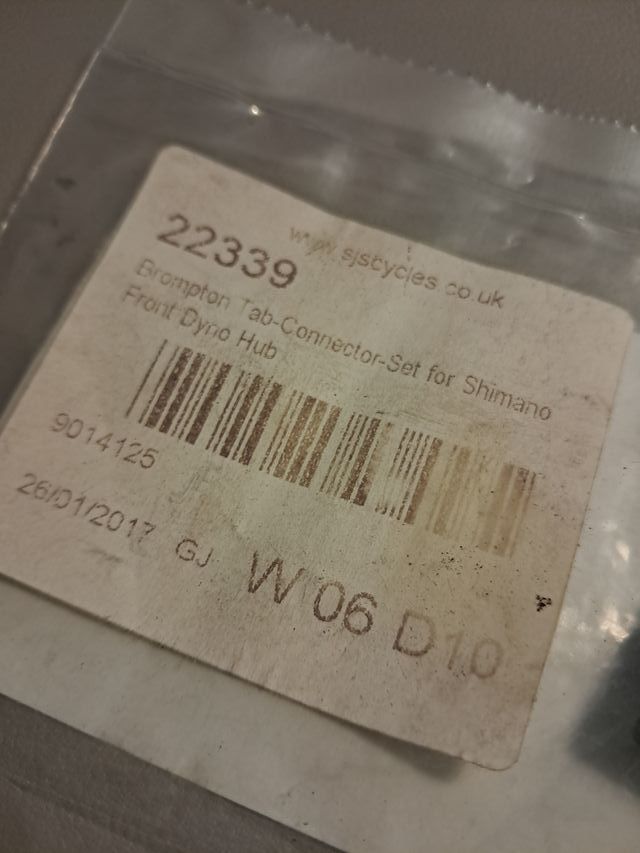 22339
www.sjscycles.co.uk
Brompton Tab-Connector-Set for Shimano
Front Dyno Hub
9014125
26/01/2017 GJ W 06 D10